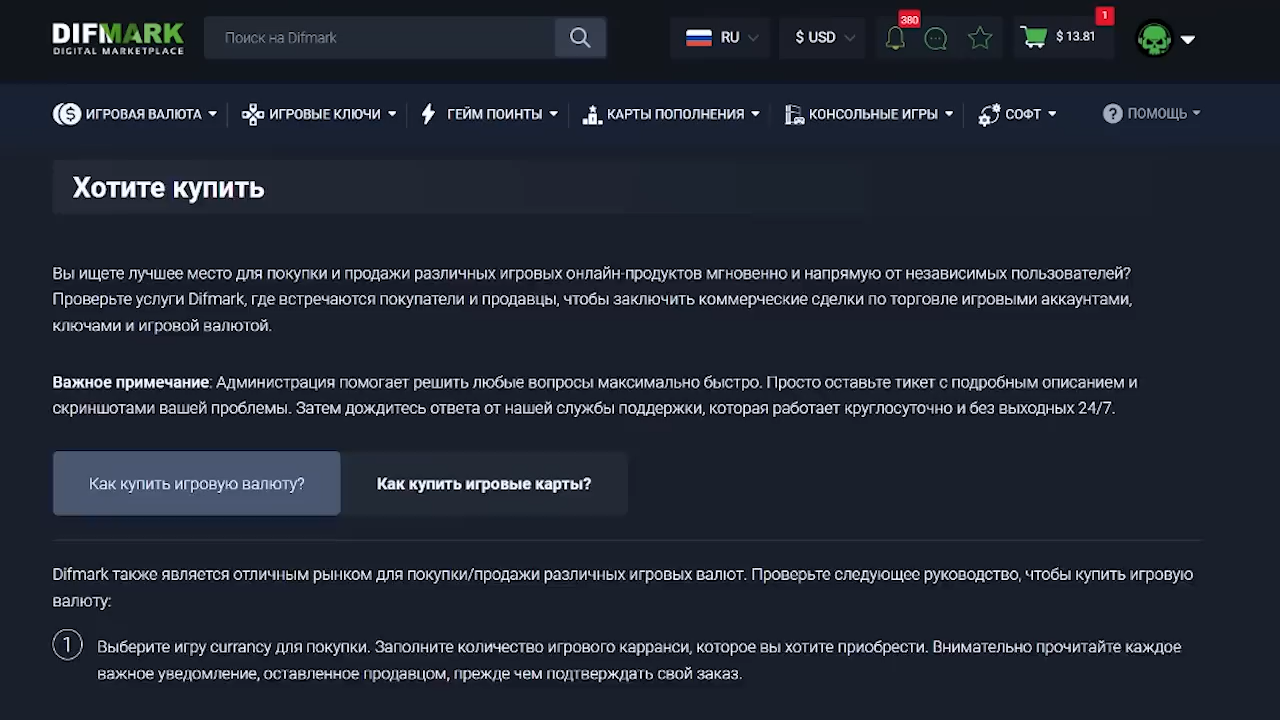 DIFMARK
DIGITAL MARKETPLACE
Поиск на Difmark
RU
$ USD
380
1
$ 13.81
ИГРОВАЯ ВАЛЮТА
ИГРОВЫЕ КЛЮЧИ
ГЕЙМ ПОИНТЫ
КАРТЫ ПОПОЛНЕНИЯ
КОНСОЛЬНЫЕ ИГРЫ
СОФТ
? ПОМОЩЬ
Хотите купить
Вы ищете лучшее место для покупки и продажи различных игровых онлайн-продуктов мгновенно и напрямую от независимых пользователей?
Проверьте услуги Difmark, где встречаются покупатели и продавцы, чтобы заключить коммерческие сделки по торговле игровыми аккаунтами,
ключами и игровой валютой.
Важное примечание: Администрация помогает решить любые вопросы максимально быстро. Просто оставьте тикет с подробным описанием и
скриншотами вашей проблемы. Затем дождитесь ответа от нашей службы поддержки, которая работает круглосуточно и без выходных 24/7.
Как купить игровую валюту?
Как купить игровые карты?
Difmark также является отличным рынком для покупки/продажи различных игровых валют. Проверьте следующее руководство, чтобы купить игровую
валюту:
1 Выберите игру currancy для покупки. Заполните количество игрового карранси, которое вы хотите приобрести. Внимательно прочитайте каждое
важное уведомление, оставленное продавцом, прежде чем подтверждать свой заказ.